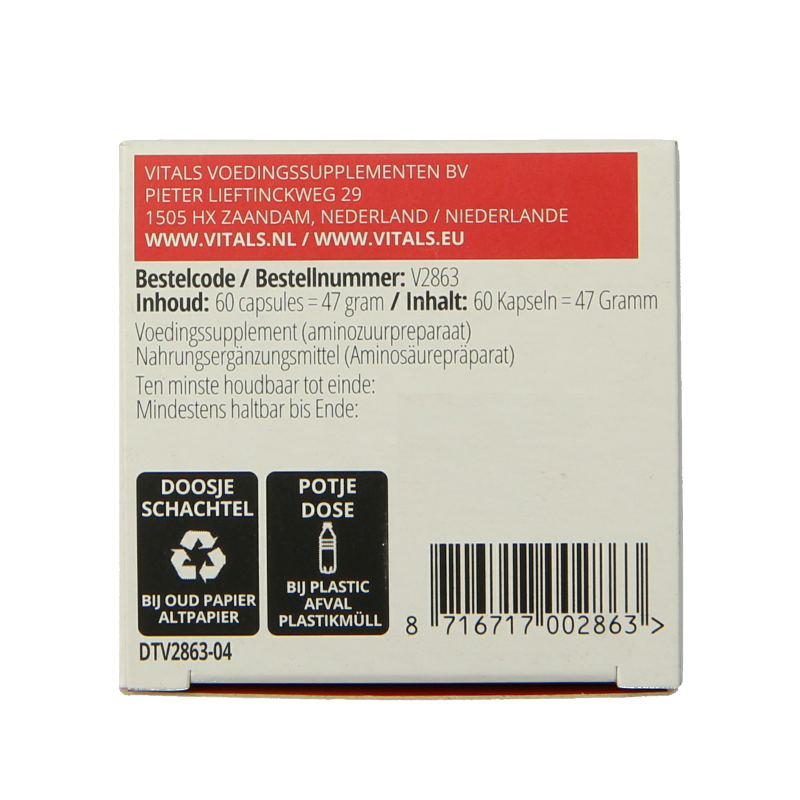 VITALS VOEDINGSSUPPLEMENTEN BV
PIETER LIEFTINCKWEG 29
1505 HX ZAANDAM, NEDERLAND / NIEDERLANDE
WWW.VITALS.NL / WWW.VITALS.EU
Bestelcode / Bestellnummer: V2863
Inhoud: 60 capsules = 47 gram / Inhalt: 60 Kapseln = 47 Gramm
Voedingssupplement (aminozuurpreparaat)
Nahrungsergänzungsmittel (Aminosäurepräparat)
Ten minste houdbaar tot einde:
Mindestens haltbar bis Ende:
DOOSJE
SCHACHTEL
BIJ OUD PAPIER
ALTPAPIER
POTJE
DOSE
BIJ PLASTIC
AFVAL
PLASTIKMÜLL
8 716717 002863 >
DTV2863-04